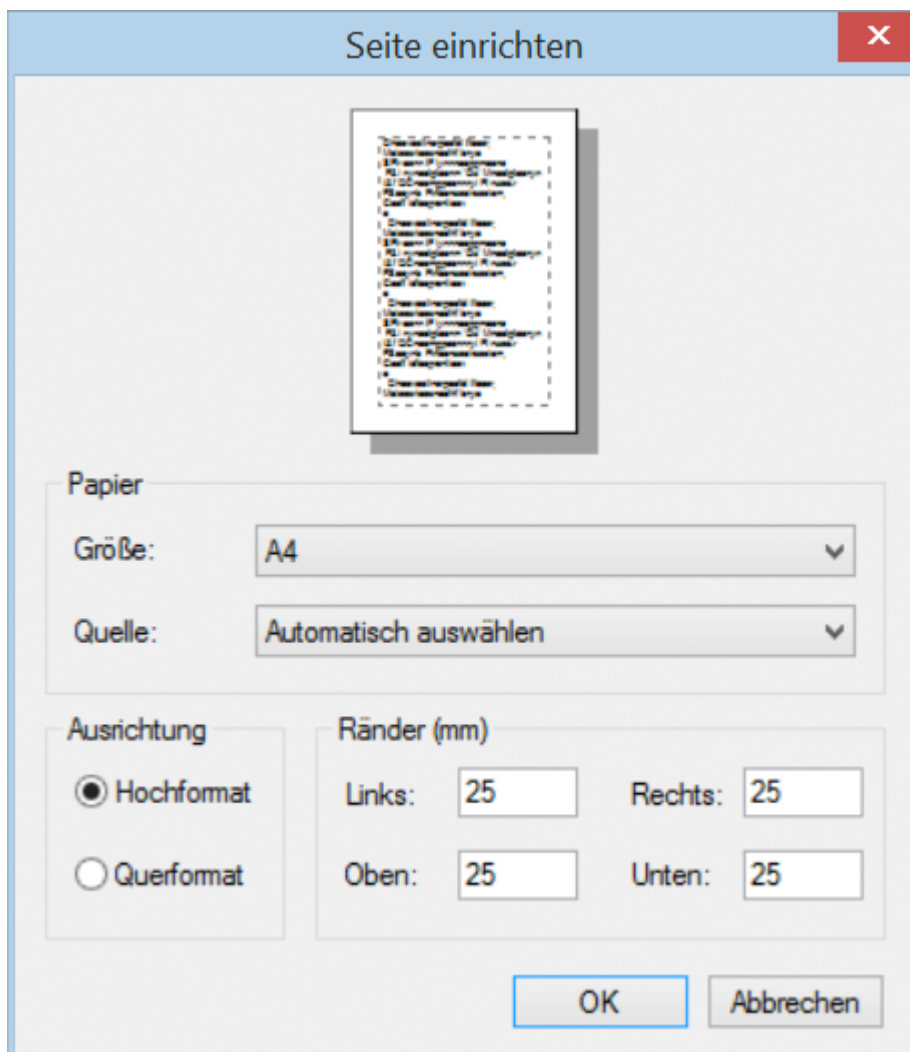 Seite einrichten
Papier
Größe:
A4
Quelle:
Automatisch auswählen
Ausrichtung
Hochformat
Querformat
Ränder (mm)
Links: 25 Rechts: 25
Oben: 25 Unten: 25
OK Abbrechen